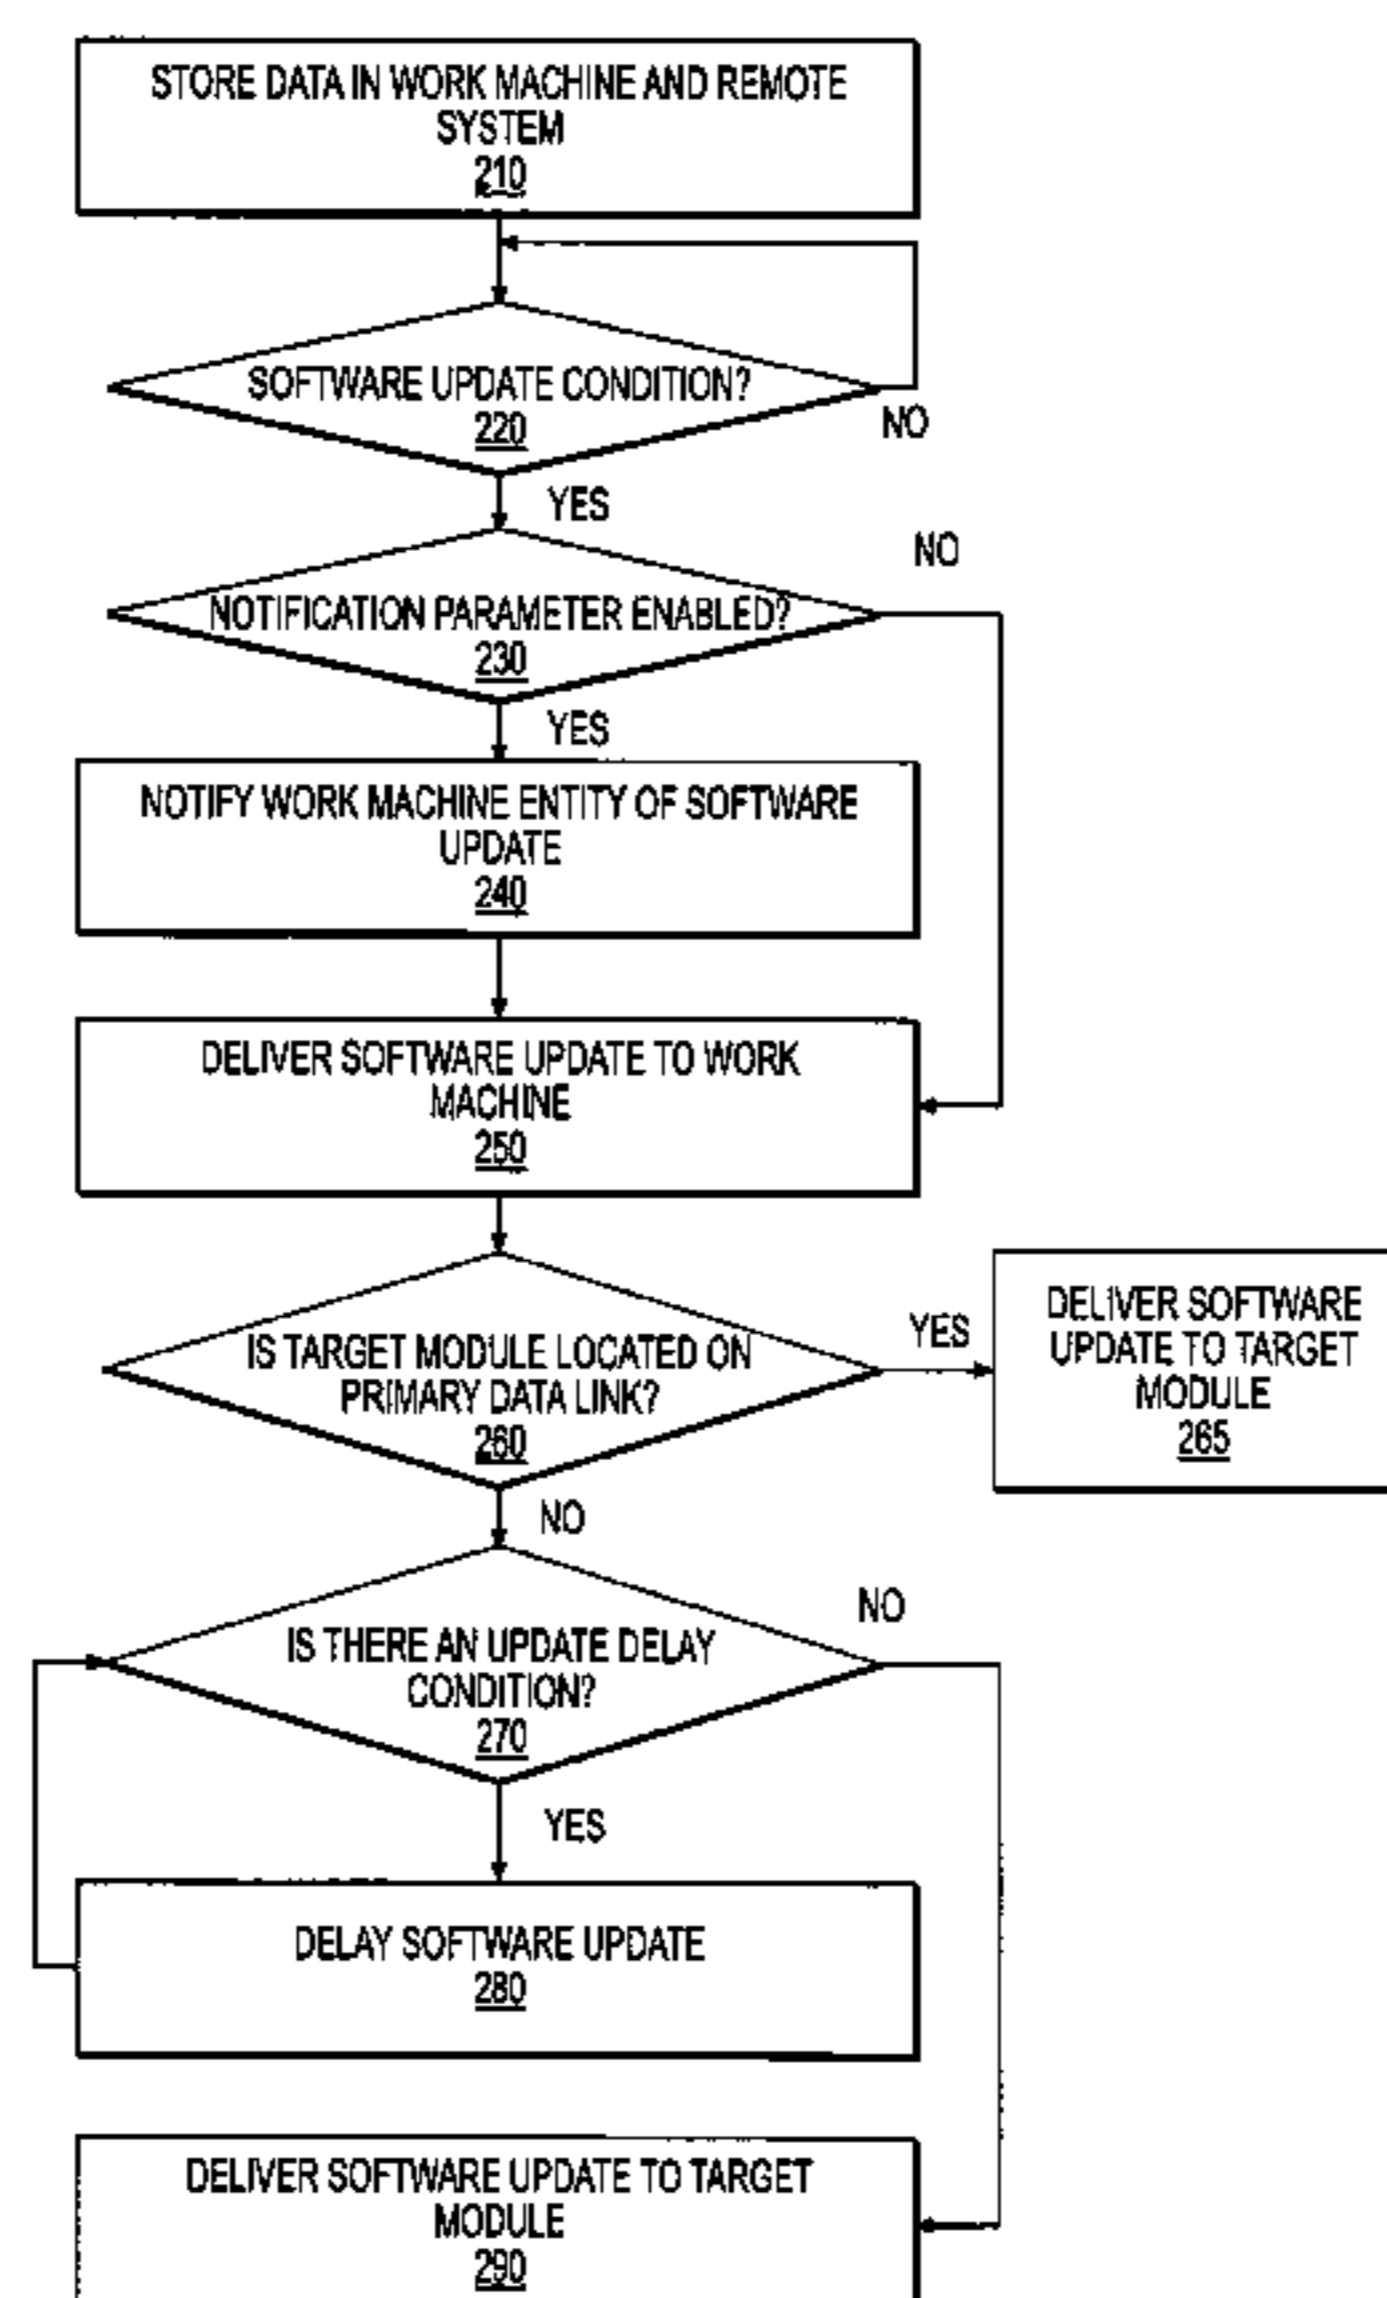 STORE DATA IN WORK MACHINE AND REMOTE
SYSTEM
210
SOFTWARE UPDATE CONDITION?
220
NO
YES
NO
NOTIFICATION PARAMETER ENABLED?
230
YES
NOTIFY WORK MACHINE ENTITY OF SOFTWARE
UPDATE
240
DELIVER SOFTWARE UPDATE TO WORK
MACHINE
250
IS TARGET MODULE LOCATED ON
PRIMARY DATA LINK?
260
YES
DELIVER SOFTWARE
UPDATE TO TARGET
MODULE
265
NO
NO
IS THERE AN UPDATE DELAY
CONDITION?
270
YES
DELAY SOFTWARE UPDATE
280
DELIVER SOFTWARE UPDATE TO TARGET
MODULE
290